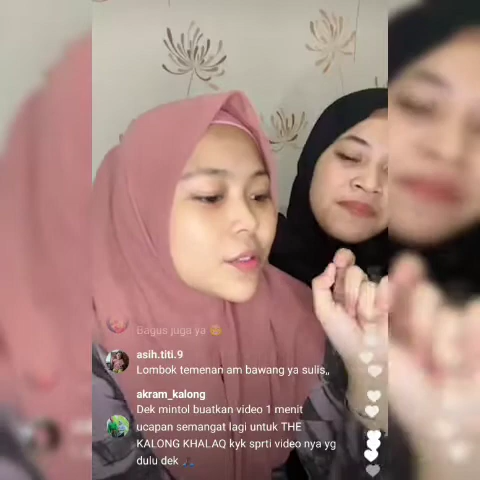 Bagus juga ya
asih.titi.9
Lombok temenan am bawang ya sulis,,
akram_kalong
Dek mintol buatkan video 1 menit
ucapan semangat lagi untuk THE
KALONG KHALAQ kyk sprti video nya yg
dulu dek